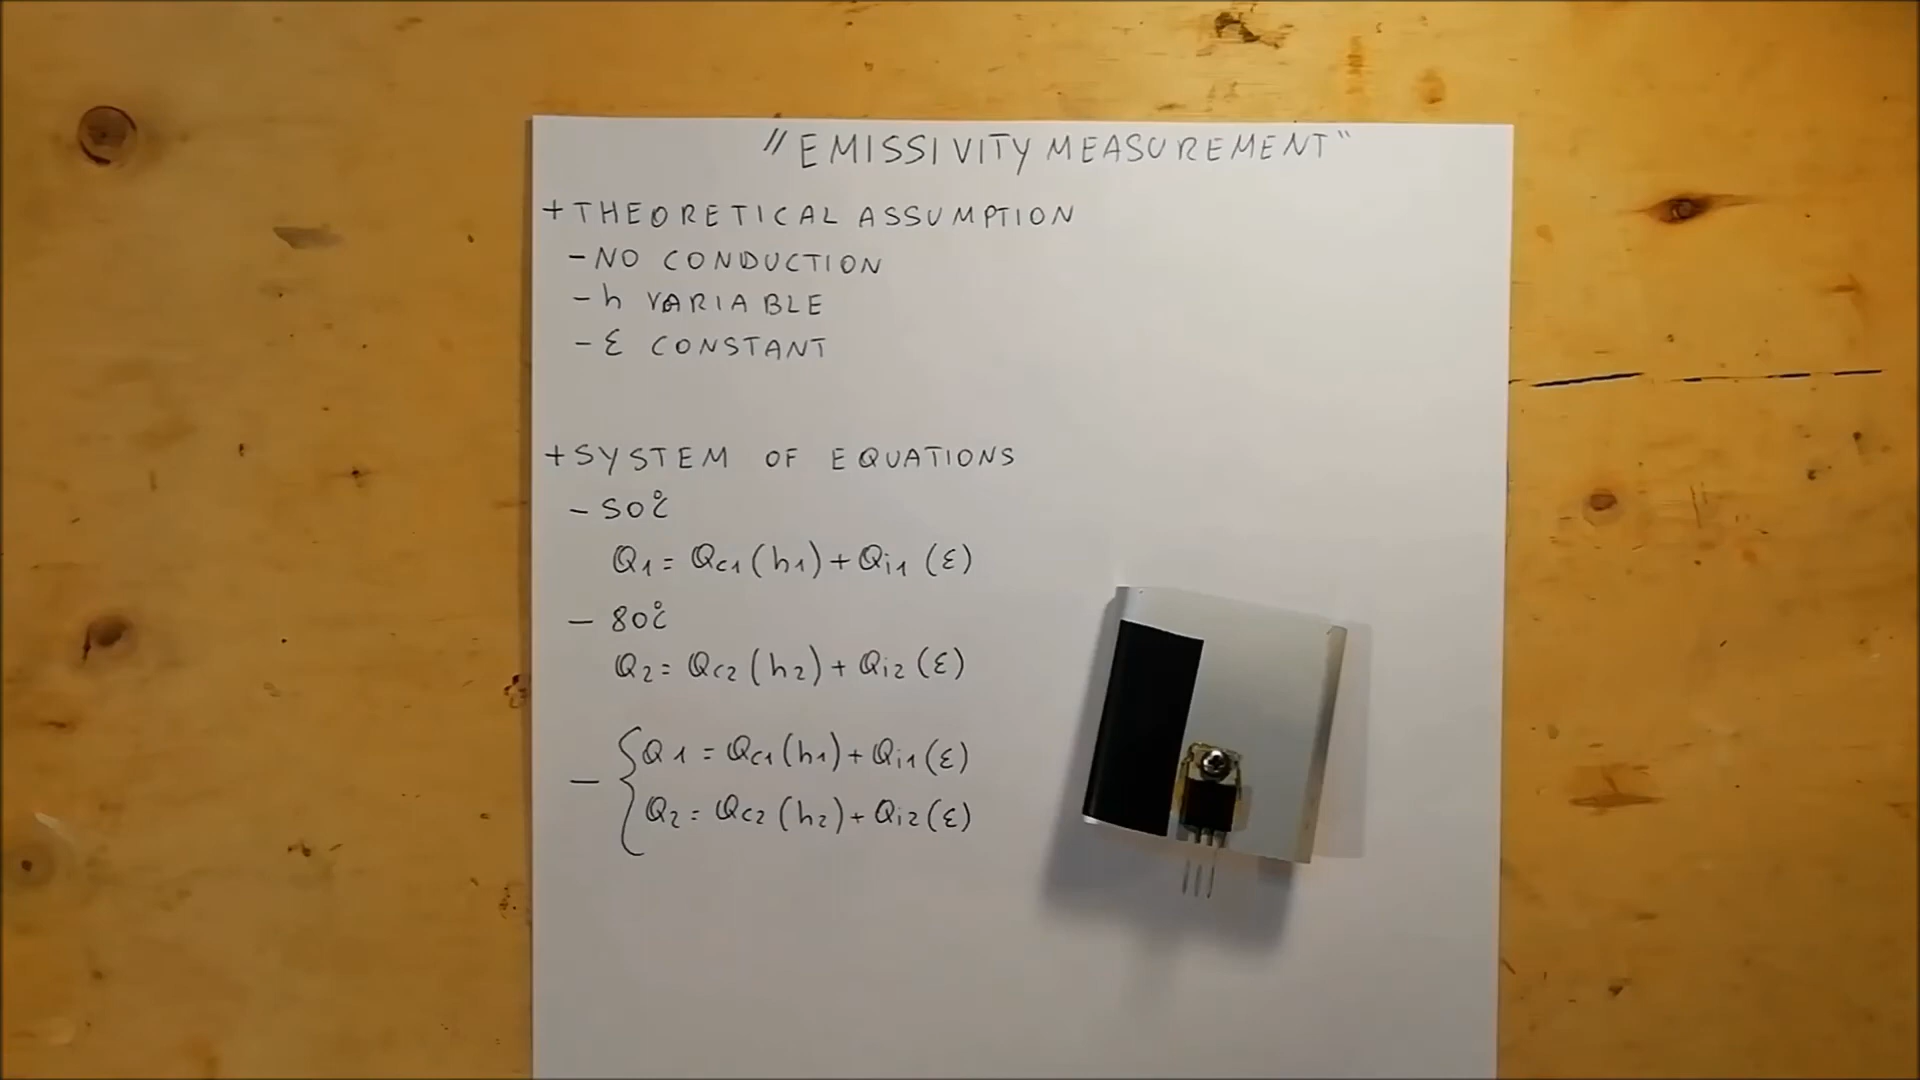 "EMISSIVITY MEASUREMENT"
+ THEORETICAL ASSUMPTION
- NO CONDUCTION
- h VARIABLE
- ε CONSTANT
+ SYSTEM OF EQUATIONS
- 50°C
Q1 = Qc1 (h1) + Qi1 (ε)
- 80°C
Q2 = Qc2 (h2) + Qi2 (ε)
- { Q1 = Qc1 (h1) + Qi1 (ε)
Q2 = Qc2 (h2) + Qi2 (ε)